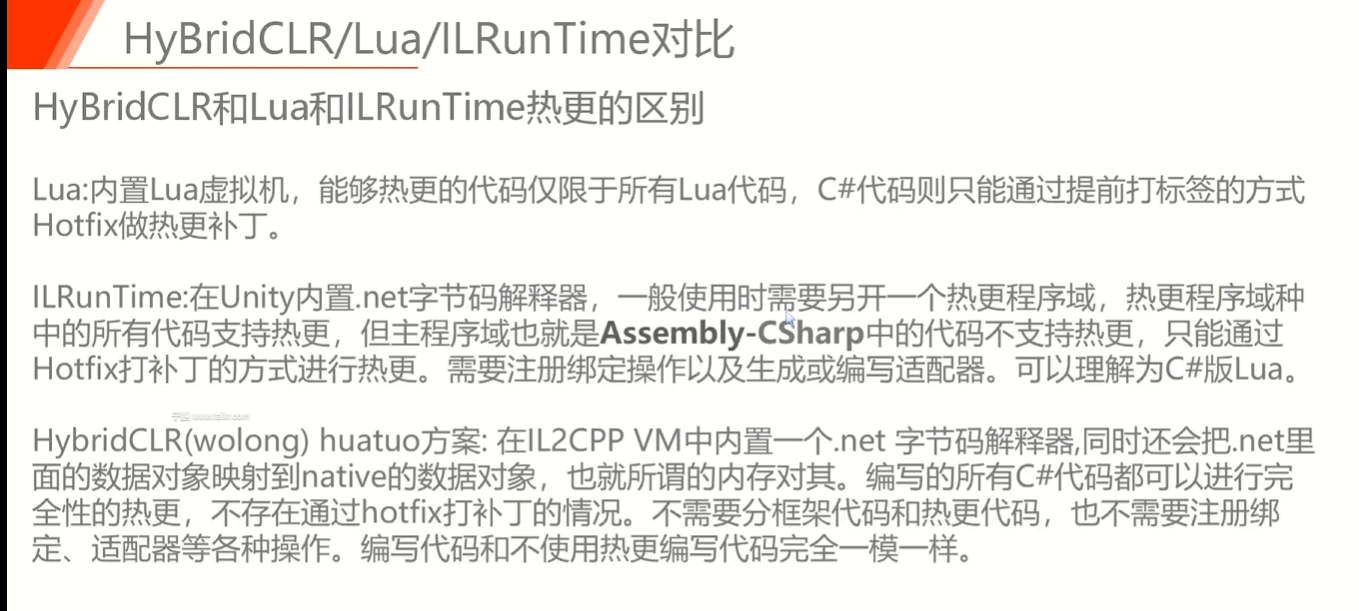 HyBridCLR/Lua/ILRunTime对比
HyBridCLR和Lua和ILRunTime热更的区别
Lua:内置Lua虚拟机，能够热更的代码仅限于所有Lua代码，C#代码则只能通过提前打标签的方式
Hotfix做热更补丁。
ILRunTime:在Unity内置.net字节码解释器，一般使用时需要另开一个热更程序域，热更程序域种
中的所有代码支持热更，但主程序域也就是Assembly-CSharp中的代码不支持热更，只能通过
Hotfix打补丁的方式进行热更。需要注册绑定操作以及生成或编写适配器。可以理解为C#版Lua。
HybridCLR(wolong) huatuo方案: 在IL2CPP VM中内置一个.net 字节码解释器,同时还会把.net里
面的数据对象映射到native的数据对象，也就所谓的内存对其。编写的所有C#代码都可以进行完
全性的热更，不存在通过hotfix打补丁的情况。不需要分框架代码和热更代码，也不需要注册绑
定、适配器等各种操作。编写代码和不使用热更编写代码完全一模一样。